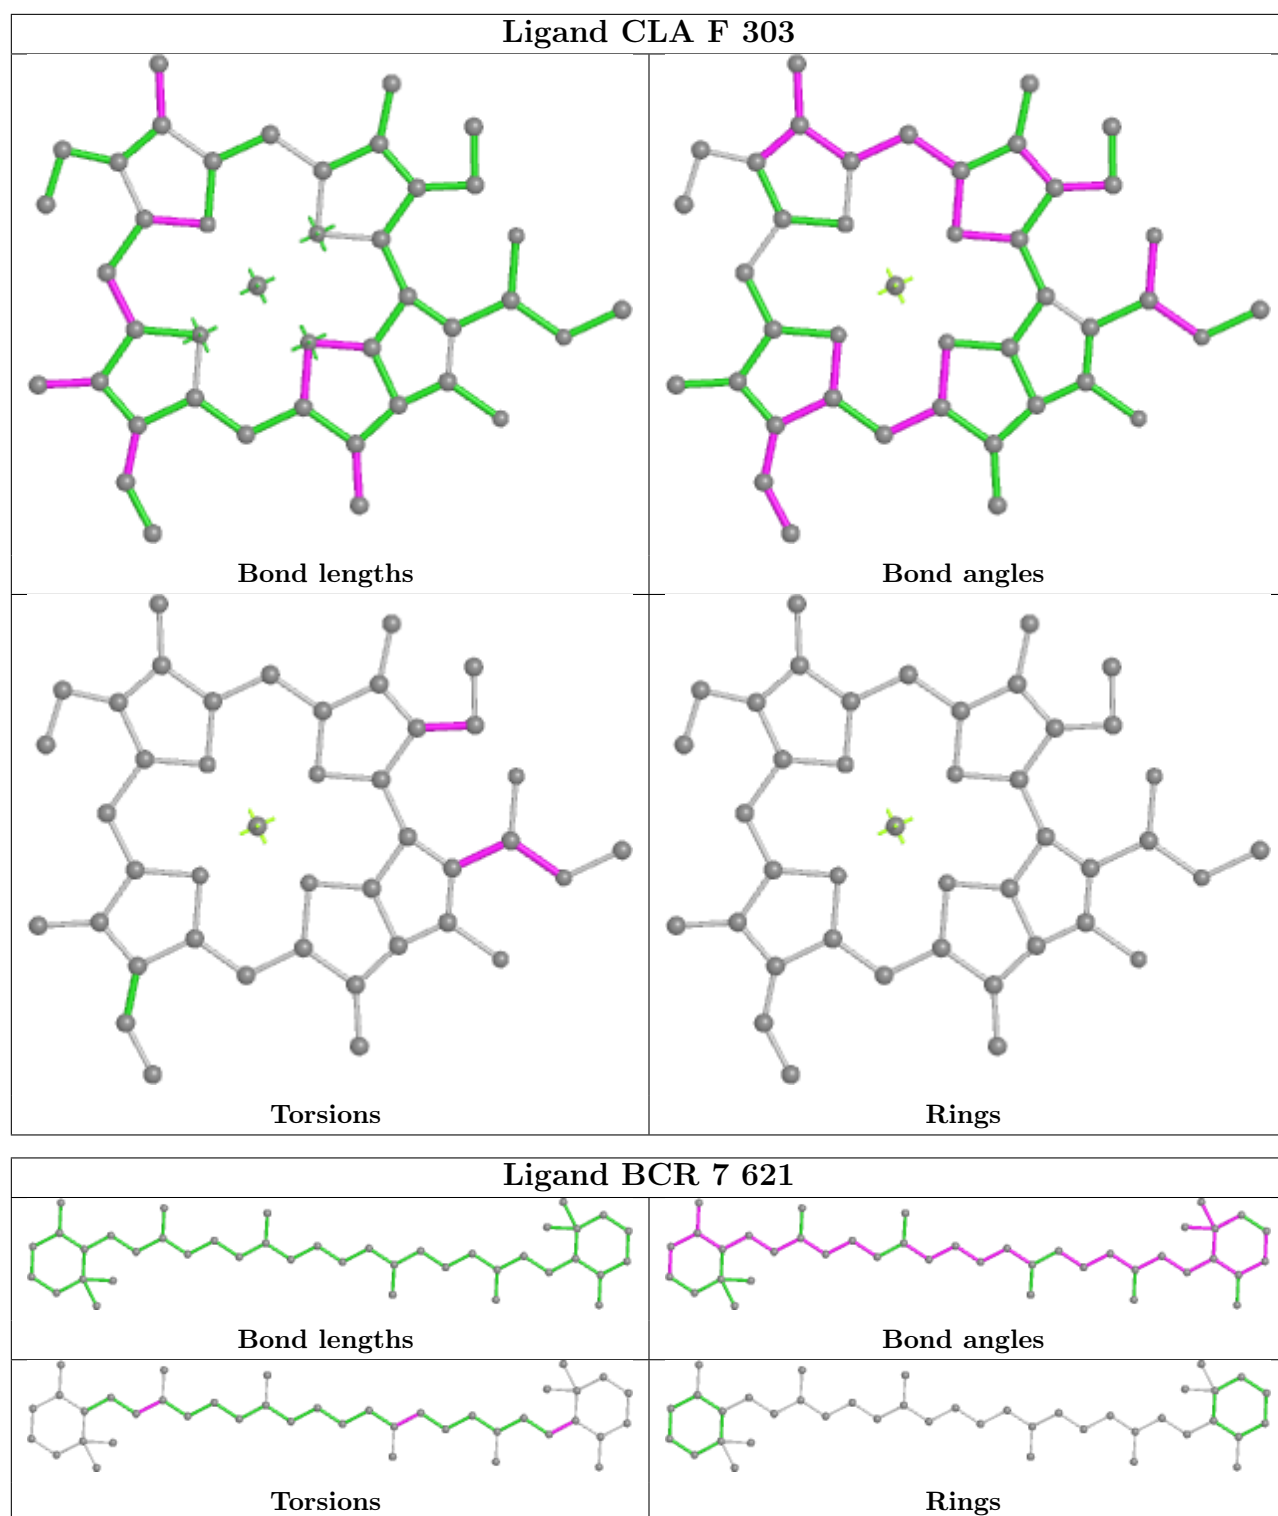 Ligand CLA F 303
Bond lengths
Bond angles
Torsions
Rings
Ligand BCR 7 621
Bond lengths
Bond angles
Torsions
Rings